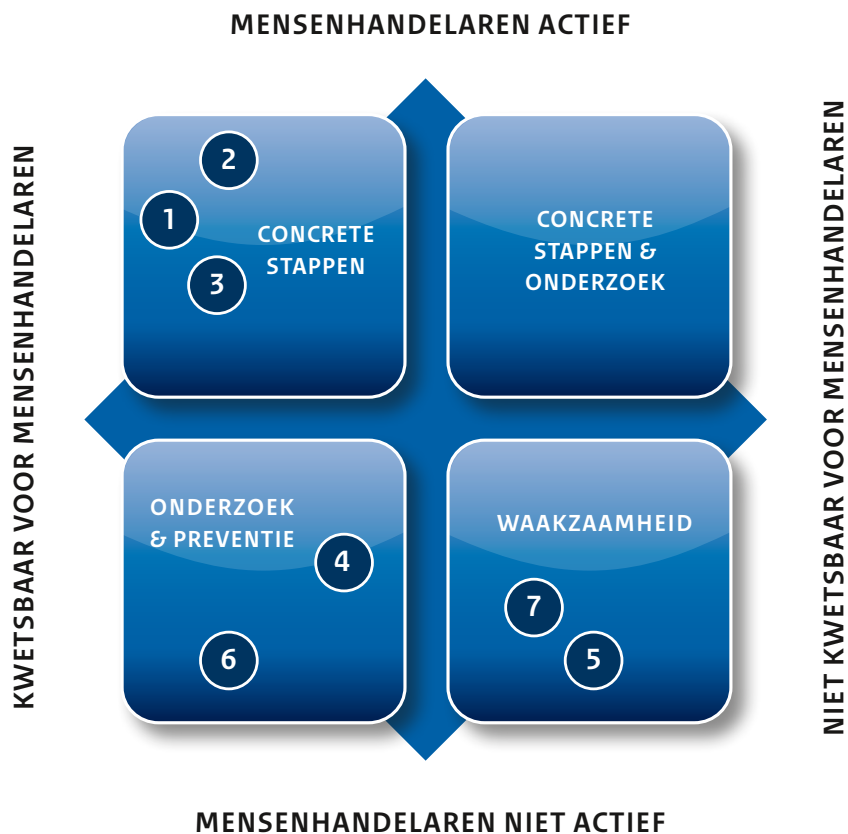 MENSENHANDELAREN ACTIEF
KWETSBAAR VOOR MENSENHANDELAREN
NIET KWETSBAAR VOOR MENSENHANDELAREN
2
1
3
CONCRETE
STAPPEN
CONCRETE
STAPPEN &
ONDERZOEK
ONDERZOEK
& PREVENTIE
4
6
WAAKZAAMHEID
7
5
MENSENHANDELAREN NIET ACTIEF